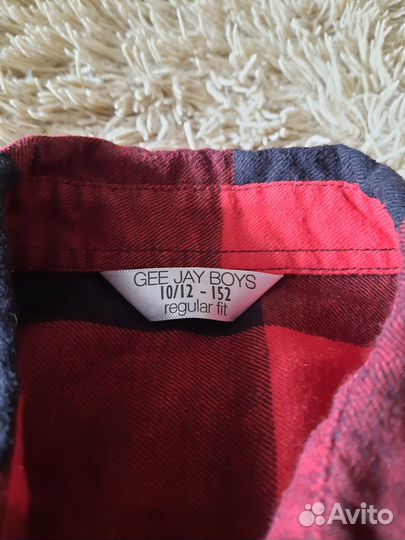 GEE JAY BOYS
10/12 - 152
regular fit
Avito